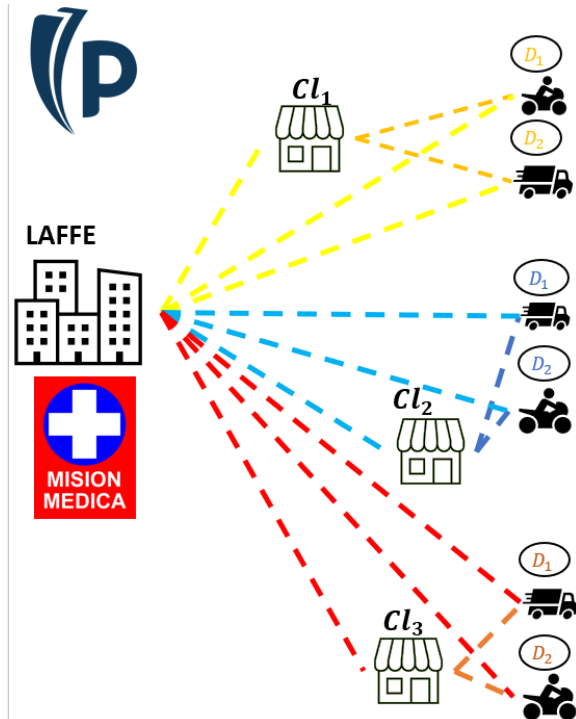 P
Cl₁
D₁
D₂
LAFFE
D₁
D₂
Cl₂
MISION
MEDICA
D₁
Cl₃
D₂